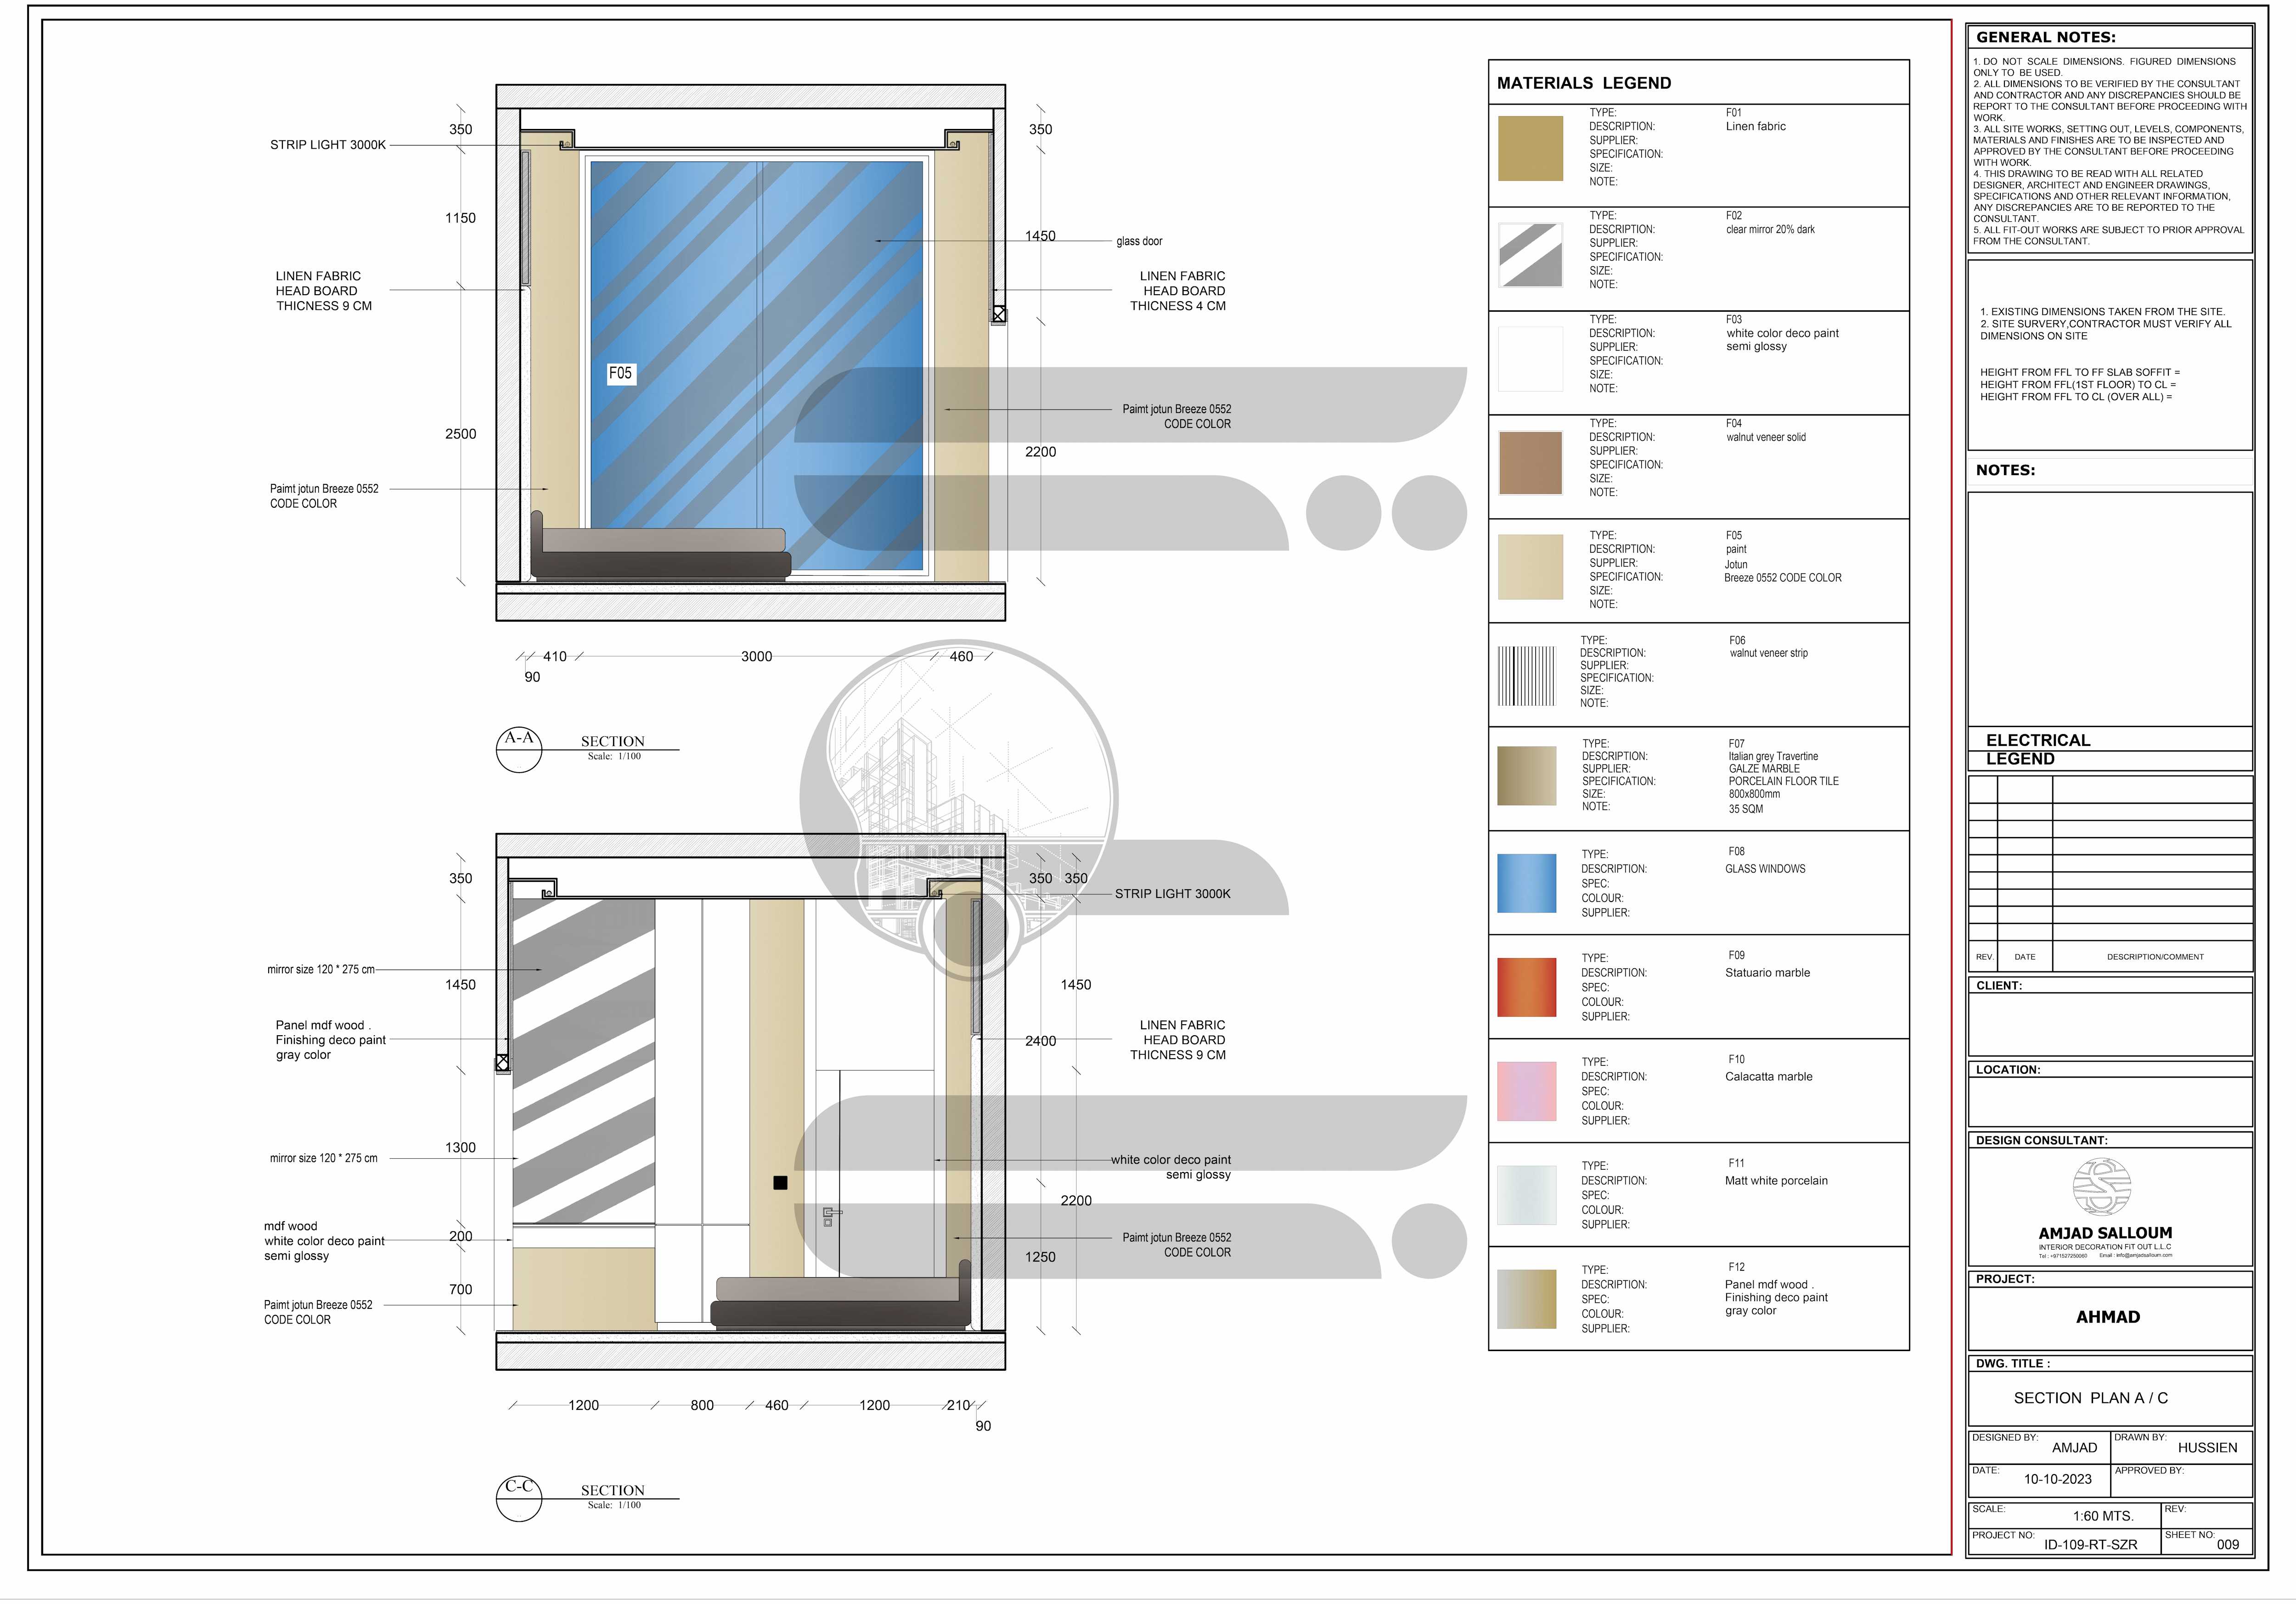 350
STRIP LIGHT 3000K
1150
LINEN FABRIC
HEAD BOARD
THICNESS 9 CM
2500
Paimt jotun Breeze 0552
CODE COLOR
F05
350
1450
glass door
LINEN FABRIC
HEAD BOARD
THICNESS 4 CM
Paimt jotun Breeze 0552
CODE COLOR
2200
410
3000
460
90
A-A
SECTION
Scale: 1/100
350
mirror size 120 * 275 cm
1450
Panel mdf wood .
Finishing deco paint
gray color
1300
mirror size 120 * 275 cm
mdf wood
white color deco paint
semi glossy
200
700
Paimt jotun Breeze 0552
CODE COLOR
350 350
STRIP LIGHT 3000K
1450
LINEN FABRIC
HEAD BOARD
THICNESS 9 CM
2400
white color deco paint
semi glossy
2200
Paimt jotun Breeze 0552
CODE COLOR
1250
1200
800
460
1200
210
90
C-C
SECTION
Scale: 1/100
MATERIALS LEGEND
TYPE: F01
DESCRIPTION: Linen fabric
SUPPLIER:
SPECIFICATION:
SIZE:
NOTE:
TYPE: F02
DESCRIPTION: clear mirror 20% dark
SUPPLIER:
SPECIFICATION:
SIZE:
NOTE:
TYPE: F03
DESCRIPTION: white color deco paint
SUPPLIER: semi glossy
SPECIFICATION:
SIZE:
NOTE:
TYPE: F04
DESCRIPTION: walnut veneer solid
SUPPLIER:
SPECIFICATION:
SIZE:
NOTE:
TYPE: F05
DESCRIPTION: paint
SUPPLIER: Jotun
SPECIFICATION: Breeze 0552 CODE COLOR
SIZE:
NOTE:
TYPE: F06
DESCRIPTION: walnut veneer strip
SUPPLIER:
SPECIFICATION:
SIZE:
NOTE:
TYPE: F07
DESCRIPTION: Italian grey Travertine
SUPPLIER: GALZE MARBLE
SPECIFICATION: PORCELAIN FLOOR TILE
SIZE: 800x800mm
NOTE: 35 SQM
TYPE: F08
DESCRIPTION: GLASS WINDOWS
SPEC:
COLOUR:
SUPPLIER:
TYPE: F09
DESCRIPTION: Statuario marble
SPEC:
COLOUR:
SUPPLIER:
TYPE: F10
DESCRIPTION: Calacatta marble
SPEC:
COLOUR:
SUPPLIER:
TYPE: F11
DESCRIPTION: Matt white porcelain
SPEC:
COLOUR:
SUPPLIER:
TYPE: F12
DESCRIPTION: Panel mdf wood .
SPEC: Finishing deco paint
COLOUR: gray color
SUPPLIER:
GENERAL NOTES:
1. DO NOT SCALE DIMENSIONS. FIGURED DIMENSIONS
ONLY TO BE USED.
2. ALL DIMENSIONS TO BE VERIFIED BY THE CONSULTANT
AND CONTRACTOR AND ANY DISCREPANCIES SHOULD BE
REPORT TO THE CONSULTANT BEFORE PROCEEDING WITH
WORK.
3. ALL SITE WORKS, SETTING OUT, LEVELS, COMPONENTS,
MATERIALS AND FINISHES ARE TO BE INSPECTED AND
APPROVED BY THE CONSULTANT BEFORE PROCEEDING
WITH WORK.
4. THIS DRAWING TO BE READ WITH ALL RELATED
DESIGNER, ARCHITECT AND ENGINEER DRAWINGS,
SPECIFICATIONS AND OTHER RELEVANT INFORMATION,
ANY DISCREPANCIES ARE TO BE REPORTED TO THE
CONSULTANT.
5. ALL FIT-OUT WORKS ARE SUBJECT TO PRIOR APPROVAL
FROM THE CONSULTANT.
1. EXISTING DIMENSIONS TAKEN FROM THE SITE.
2. SITE SURVERY,CONTRACTOR MUST VERIFY ALL
DIMENSIONS ON SITE
HEIGHT FROM FFL TO FF SLAB SOFFIT =
HEIGHT FROM FFL(1ST FLOOR) TO CL =
HEIGHT FROM FFL TO CL (OVER ALL) =
NOTES:
ELECTRICAL
LEGEND
REV. DATE DESCRIPTION/COMMENT
CLIENT:
LOCATION:
DESIGN CONSULTANT:
AMJAD SALLOUM
INTERIOR DECORATION FIT OUT L.L.C
Tel : +971527250060 Email : info@amjadsalloum.com
PROJECT:
AHMAD
DWG. TITLE :
SECTION PLAN A / C
DESIGNED BY: AMJAD
DRAWN BY: HUSSIEN
DATE: 10-10-2023
APPROVED BY:
SCALE: 1:60 MTS.
REV:
PROJECT NO: ID-109-RT-SZR
SHEET NO: 009